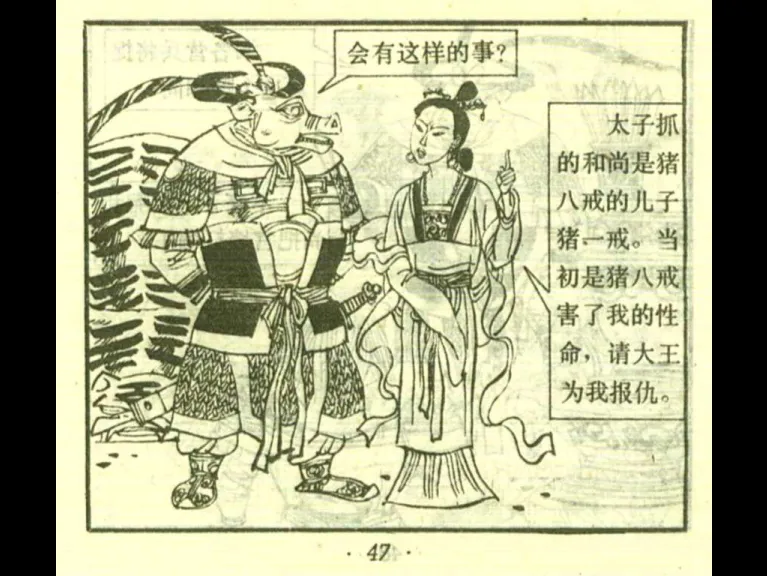 会有这样的事?
太子抓
的和尚是猪
八戒的儿子
猪一戒。当
初是猪八戒
害了我的性
命，请大王
为我报仇。
· 47 ·